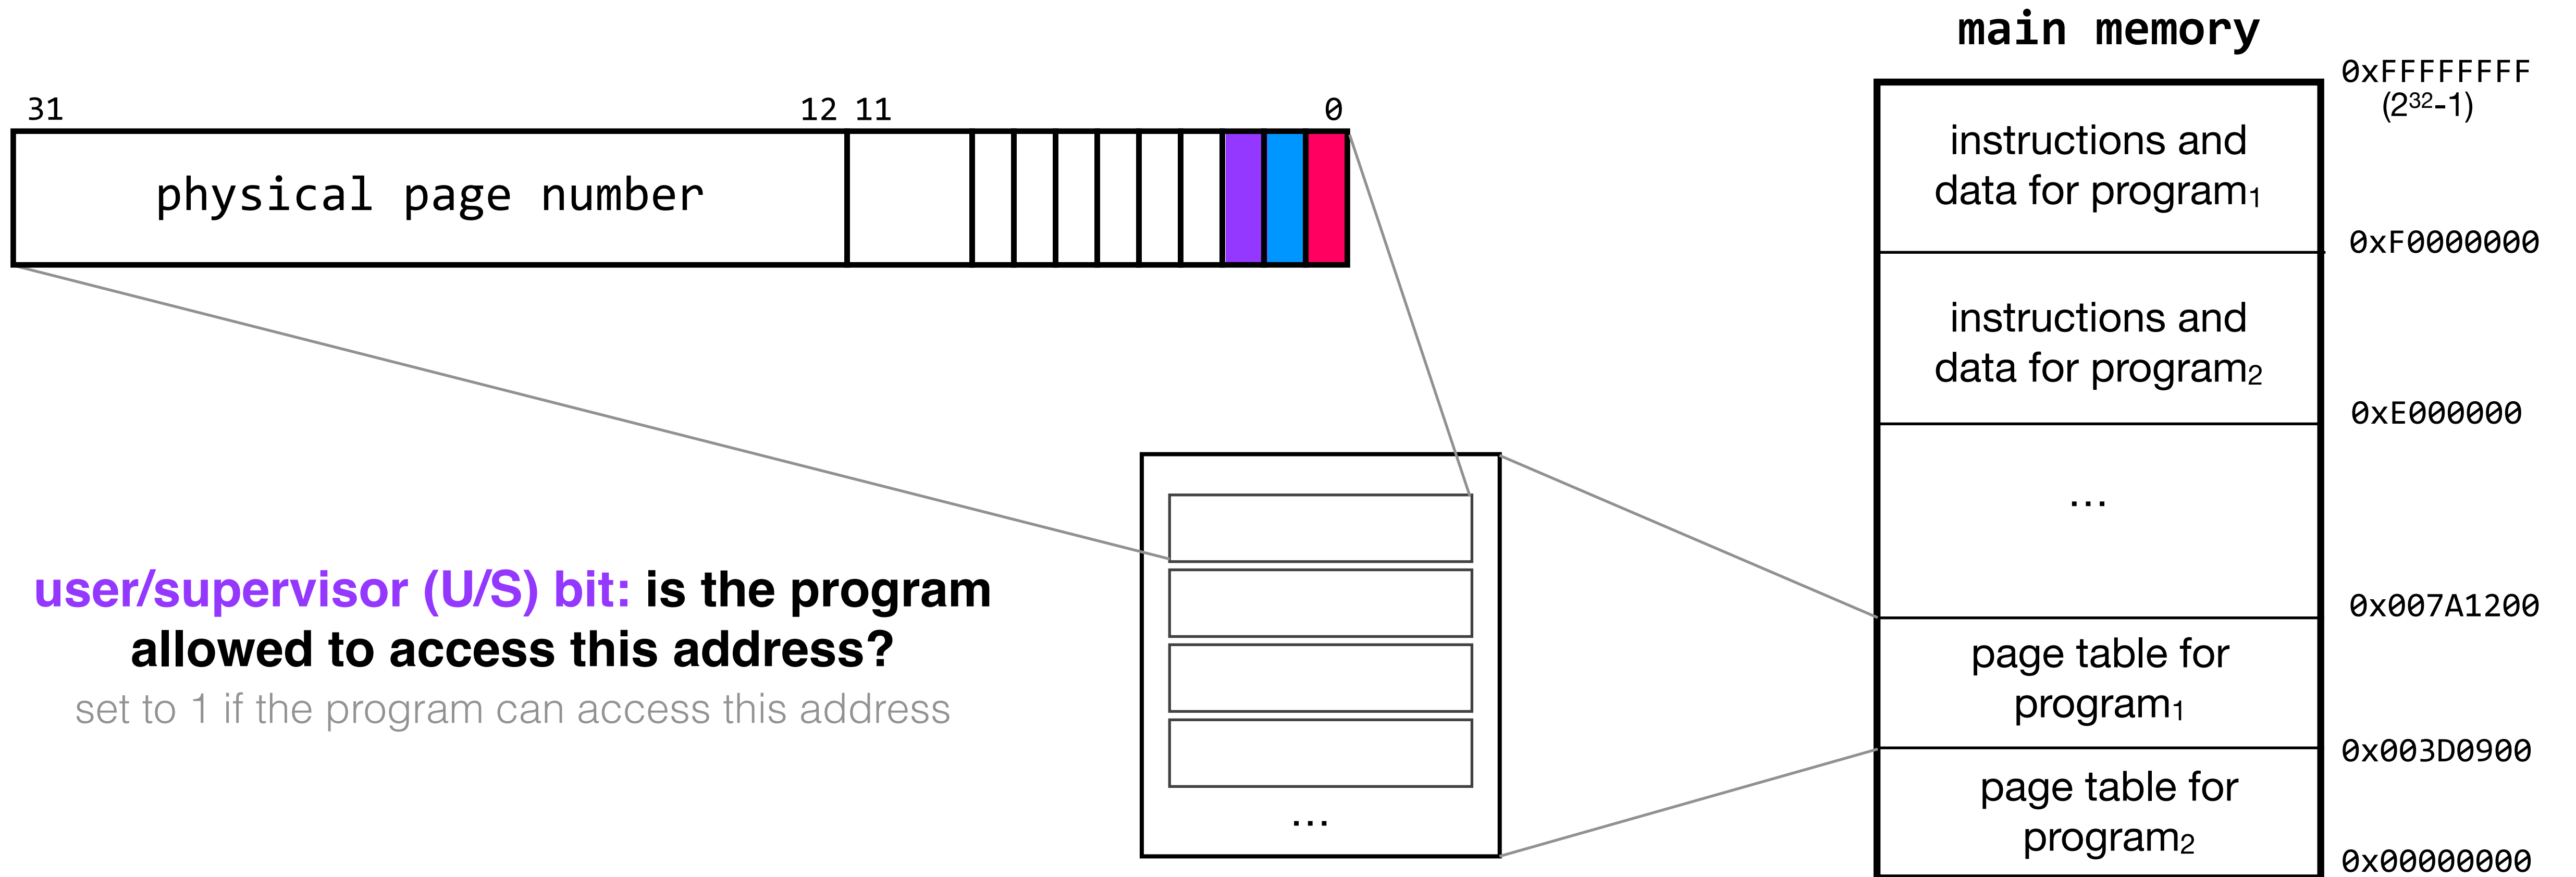 main memory
31
12
11
0
physical page number
user/supervisor (U/S) bit: is the program
allowed to access this address?
set to 1 if the program can access this address
...
instructions and
data for program₁
instructions and
data for program₂
...
page table for
program₁
page table for
program₂
0xFFFFFFFF
(2³²-1)
0xF0000000
0xE000000
0x007A1200
0x003D0900
0x00000000